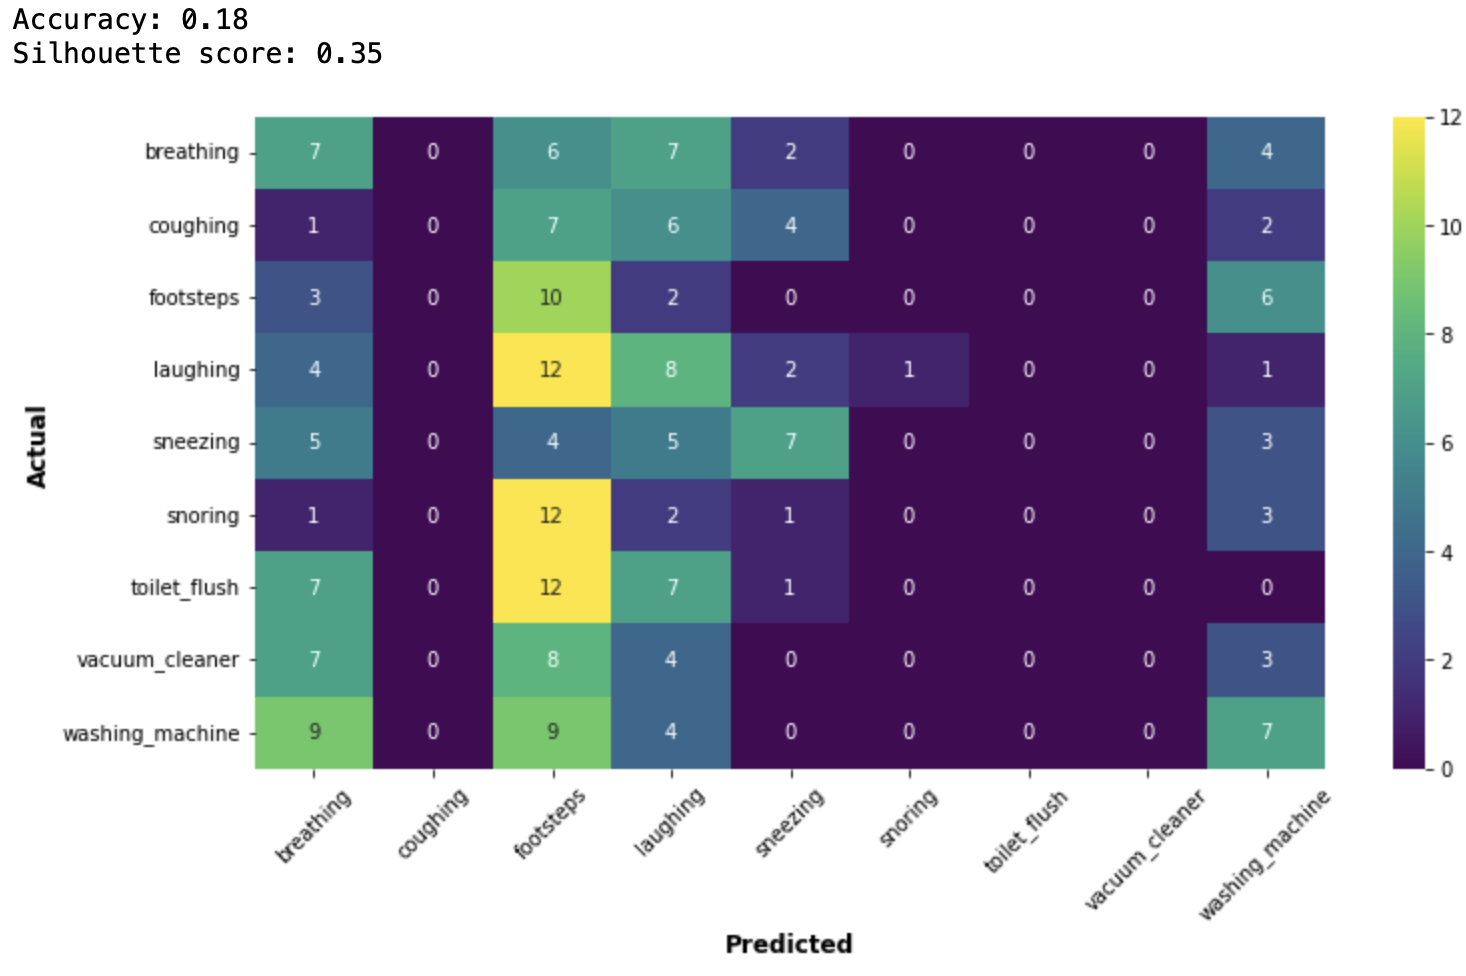 Accuracy: 0.18
Silhouette score: 0.35
breathing 7 0 6 7 2 0 0 0 4
coughing 1 0 7 6 4 0 0 0 2
footsteps 3 0 10 2 0 0 0 0 6
laughing 4 0 12 8 2 1 0 0 1
sneezing 5 0 4 5 7 0 0 0 3
snoring 1 0 12 2 1 0 0 0 3
toilet_flush 7 0 12 7 1 0 0 0 0
vacuum_cleaner 7 0 8 4 0 0 0 0 3
washing_machine 9 0 9 4 0 0 0 0 7
Actual
breathing coughing footsteps laughing sneezing snoring toilet_flush vacuum_cleaner washing_machine
Predicted
12
10
8
6
4
2
0